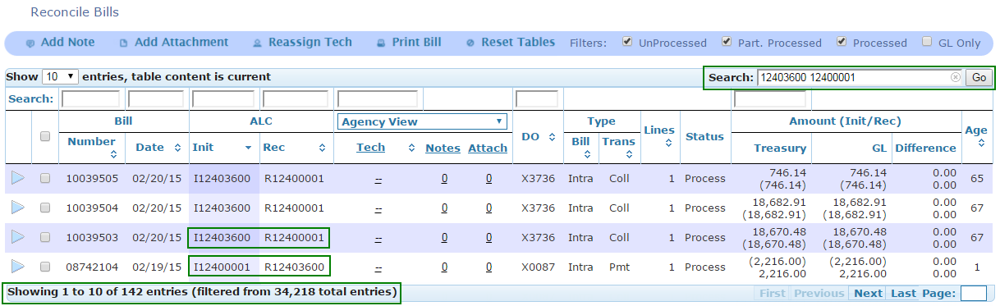 Reconcile Bills
Add Note Add Attachment Reassign Tech Print Bill Reset Tables Filters: UnProcessed Part. Processed Processed GL Only
Show 10 entries, table content is current Search: 12403600 12400001 Go
Search:
Bill ALC Agency View DO Type Lines Status Amount (Init/Rec) Age
Number Date Init Rec Tech Notes Attach Bill Trans Treasury GL Difference
10039505 02/20/15 I12403600 R12400001 -- 0 0 X3736 Intra Coll 1 Process 746.14 746.14 0.00 65
(746.14) (746.14) 0.00
10039504 02/20/15 I12403600 R12400001 -- 0 0 X3736 Intra Coll 1 Process 18,682.91 18,682.91 0.00 67
(18,682.91) (18,682.91) 0.00
10039503 02/20/15 I12403600 R12400001 -- 0 0 X3736 Intra Coll 1 Process 18,670.48 18,670.48 0.00 67
(18,670.48) (18,670.48) 0.00
08742104 02/19/15 I12400001 R12403600 -- 0 0 X0087 Intra Pmt 1 Process (2,216.00) (2,216.00) 0.00 1
2,216.00 2,216.00 0.00
Showing 1 to 10 of 142 entries (filtered from 34,218 total entries) First Previous Next Last Page: